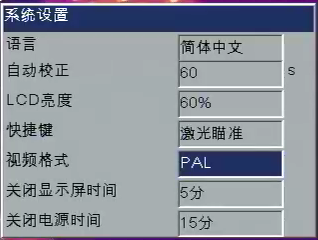 系统设置
语言 简体中文
自动校正 60 s
LCD亮度 60%
快捷键 激光瞄准
视频格式 PAL
关闭显示屏时间 5分
关闭电源时间 15分